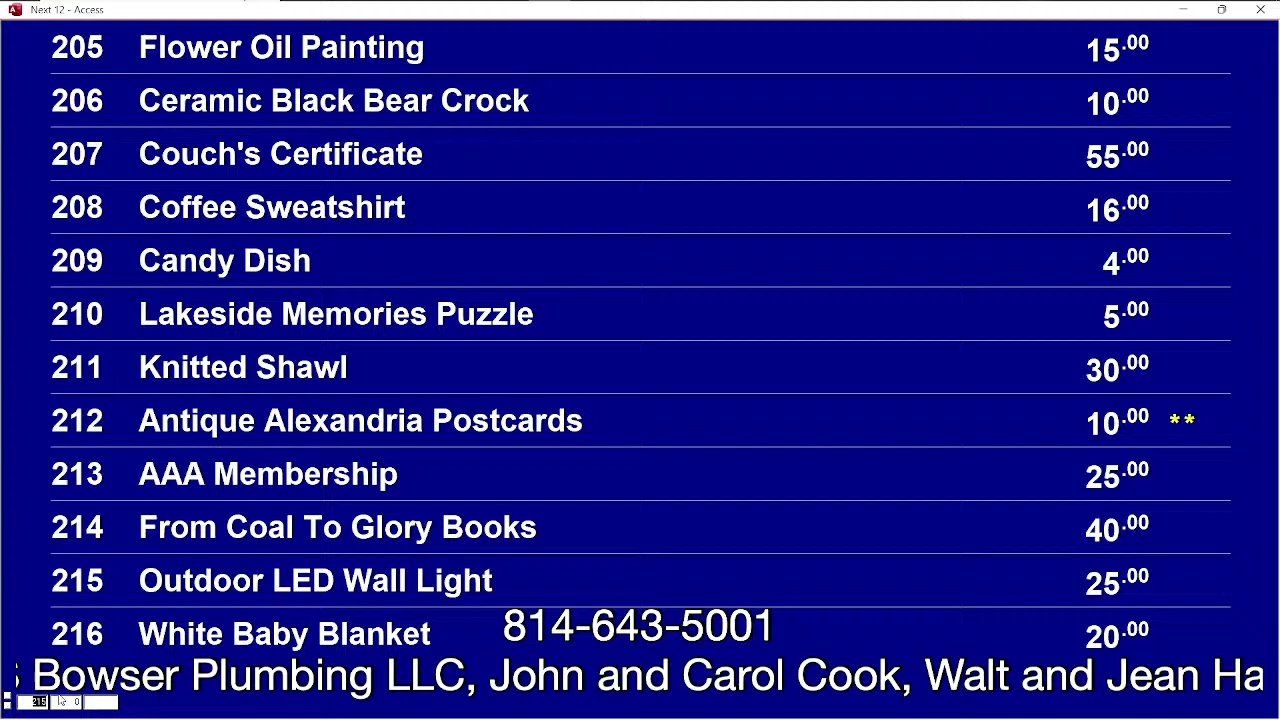 Next 12 - Access
205 Flower Oil Painting 15.00
206 Ceramic Black Bear Crock 10.00
207 Couch's Certificate 55.00
208 Coffee Sweatshirt 16.00
209 Candy Dish 4.00
210 Lakeside Memories Puzzle 5.00
211 Knitted Shawl 30.00
212 Antique Alexandria Postcards 10.00 **
213 AAA Membership 25.00
214 From Coal To Glory Books 40.00
215 Outdoor LED Wall Light 25.00
216 White Baby Blanket 20.00
814-643-5001
Bowser Plumbing LLC, John and Carol Cook, Walt and Jean Ha
0